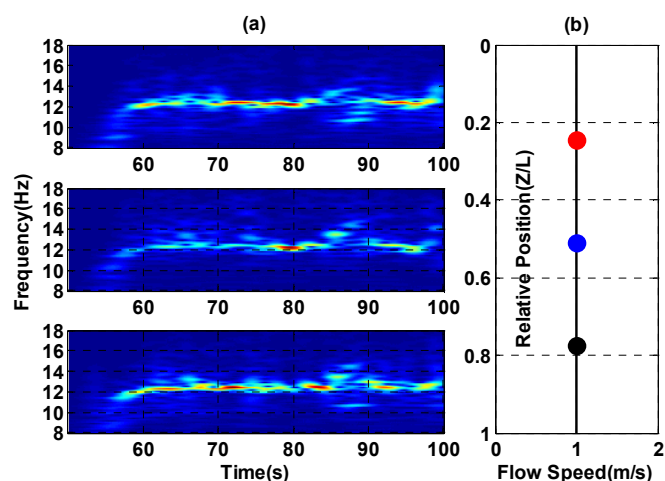 (a)
(b)
Frequency(Hz)
18
16
14
12
10
8
60 70 80 90 100
18
16
14
12
10
8
60 70 80 90 100
18
16
14
12
10
8
60 70 80 90 100
Time(s)
Relative Position(Z/L)
0
0.2
0.4
0.6
0.8
1
0 1 2
Flow Speed(m/s)